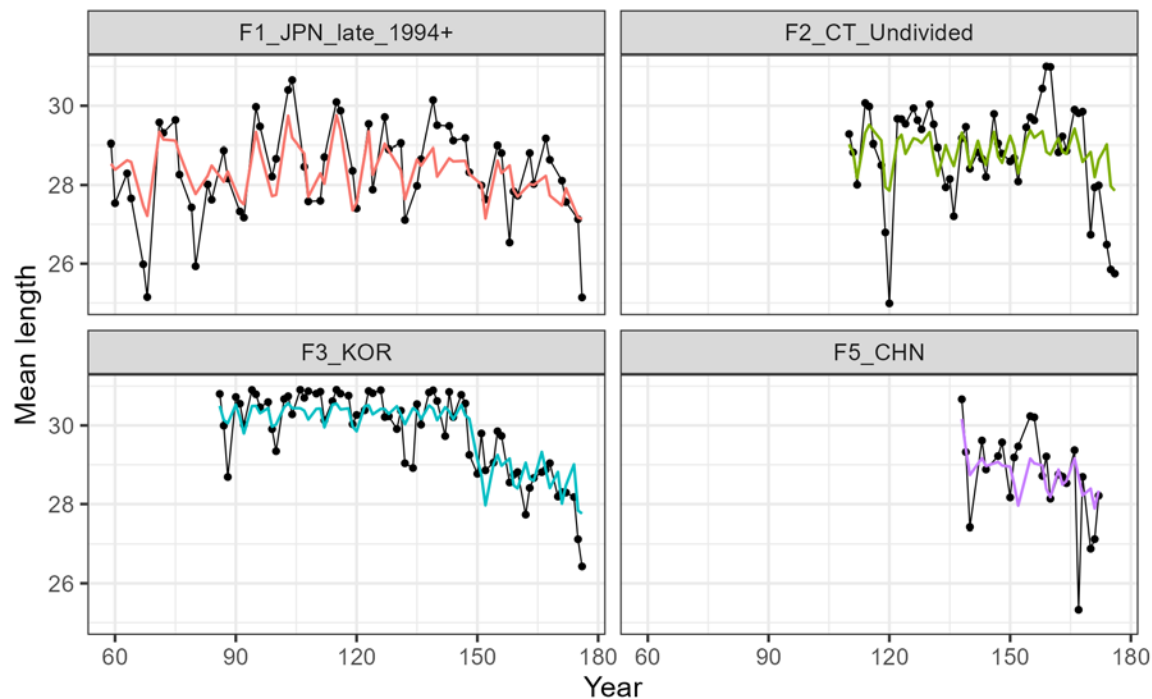 F1_JPN_late_1994+
F2_CT_Undivided
30
28
26
F3_KOR
F5_CHN
30
28
26
Mean length
60
90
120
150
180
60
90
120
150
180
Year